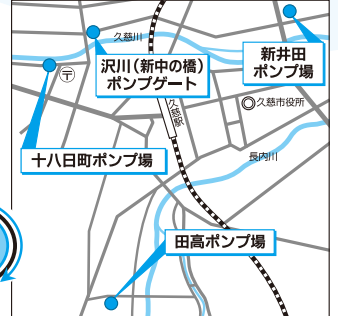 久慈川
沢川（新中の橋）
ポンプゲート
新井田
ポンプ場
〒
久慈駅
久慈市役所
十八日町ポンプ場
長内川
田高ポンプ場